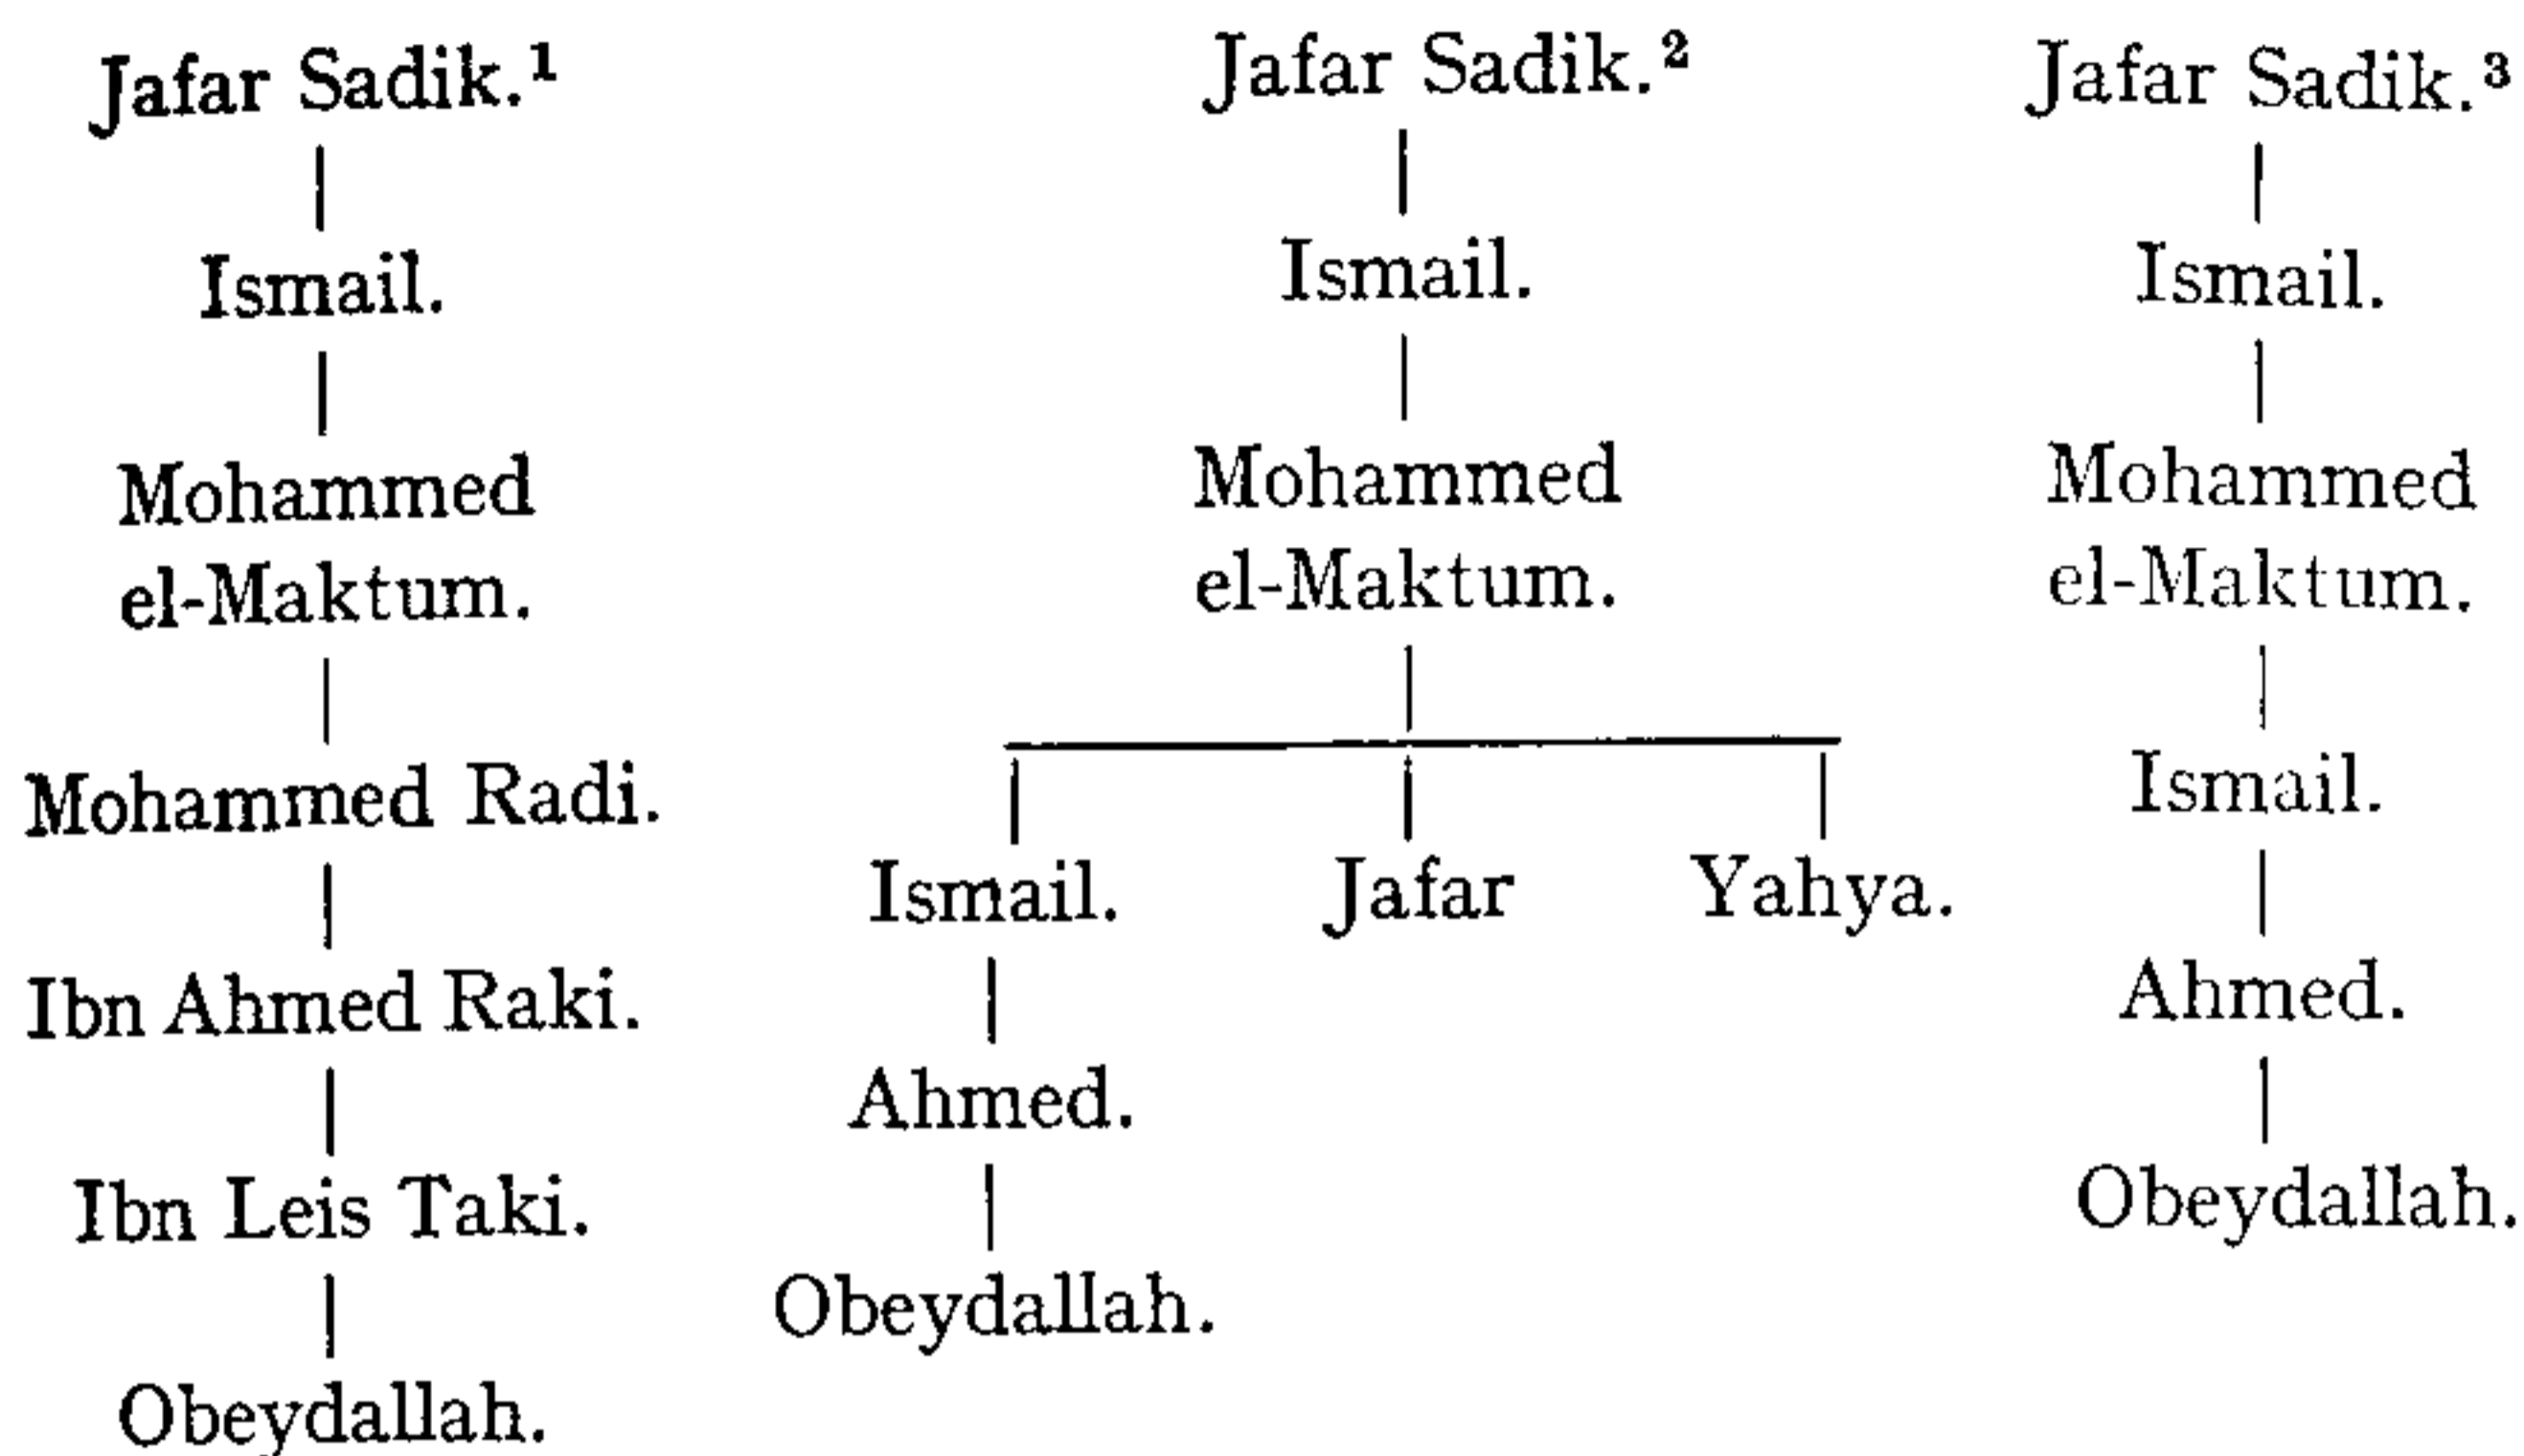 Jafar Sadik.¹
Ismail.
Mohammed
el-Maktum.
Mohammed Radi.
Ibn Ahmed Raki.
Ibn Leis Taki.
Obeydallah.
Jafar Sadik.²
Ismail.
Mohammed
el-Maktum.
Ismail. Jafar Yahya.
Ahmed.
Obeydallah.
Jafar Sadik.³
Ismail.
Mohammed
el-Maktum.
Ismail.
Ahmed.
Obeydallah.